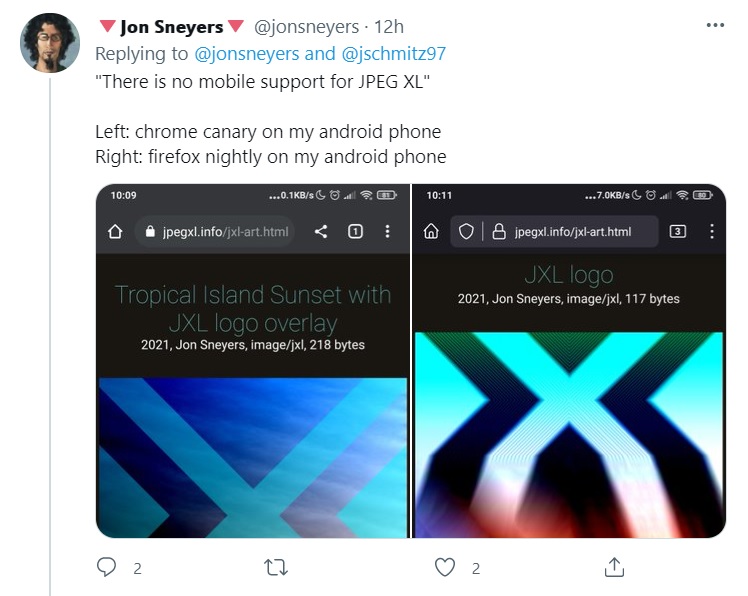 Jon Sneyers @jonsneyers · 12h
Replying to @jonsneyers and @jschmitz97
"There is no mobile support for JPEG XL"
Left: chrome canary on my android phone
Right: firefox nightly on my android phone
10:09 ...0.1KB/s 81
jpegxl.info/jxl-art.html 1
Tropical Island Sunset with
JXL logo overlay
2021, Jon Sneyers, image/jxl, 218 bytes
10:11 ...7.0KB/s 80
jpegxl.info/jxl-art.html 3
JXL logo
2021, Jon Sneyers, image/jxl, 117 bytes
2 2